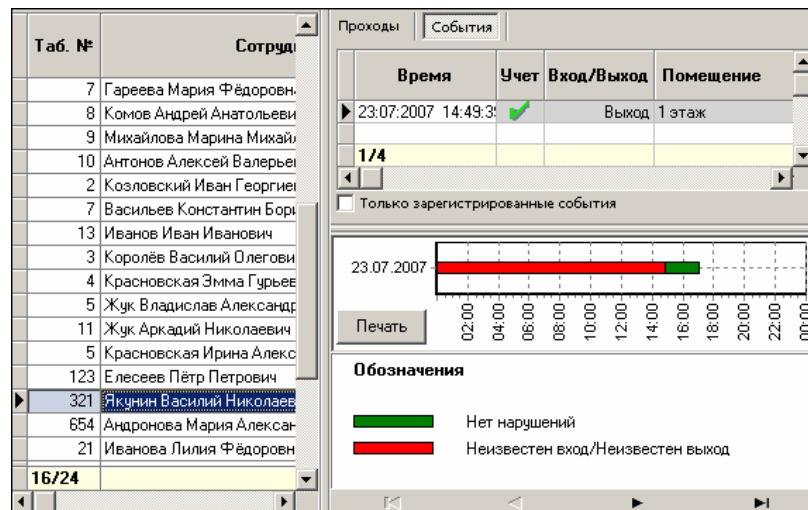 Таб. № Сотруд
7 Гареева Мария Фёдоровн
8 Комов Андрей Анатольеви
9 Михайлова Марина Михай
10 Антонов Алексей Валерье
2 Козловский Иван Георгие
7 Васильев Константин Бори
13 Иванов Иван Иванович
3 Королёв Василий Олегови
4 Красновская Эмма Гурьев
5 Жук Владислав Александр
11 Жук Аркадий Николаевич
5 Красновская Ирина Алекс
123 Елесеев Пётр Петрович
321 Якунин Василий Николаев
654 Андронова Мария Алексан
21 Иванова Лилия Фёдоровн
16/24
Проходы События
Время Учет Вход/Выход Помещение
23:07:2007 14:49:3 Выход 1 этаж
1/4
Только зарегистрированные события
23.07.2007
Печать
02:00 04:00 06:00 08:00 10:00 12:00 14:00 16:00 18:00 20:00 22:00 00:00
Обозначения
Нет нарушений
Неизвестен вход/Неизвестен выход